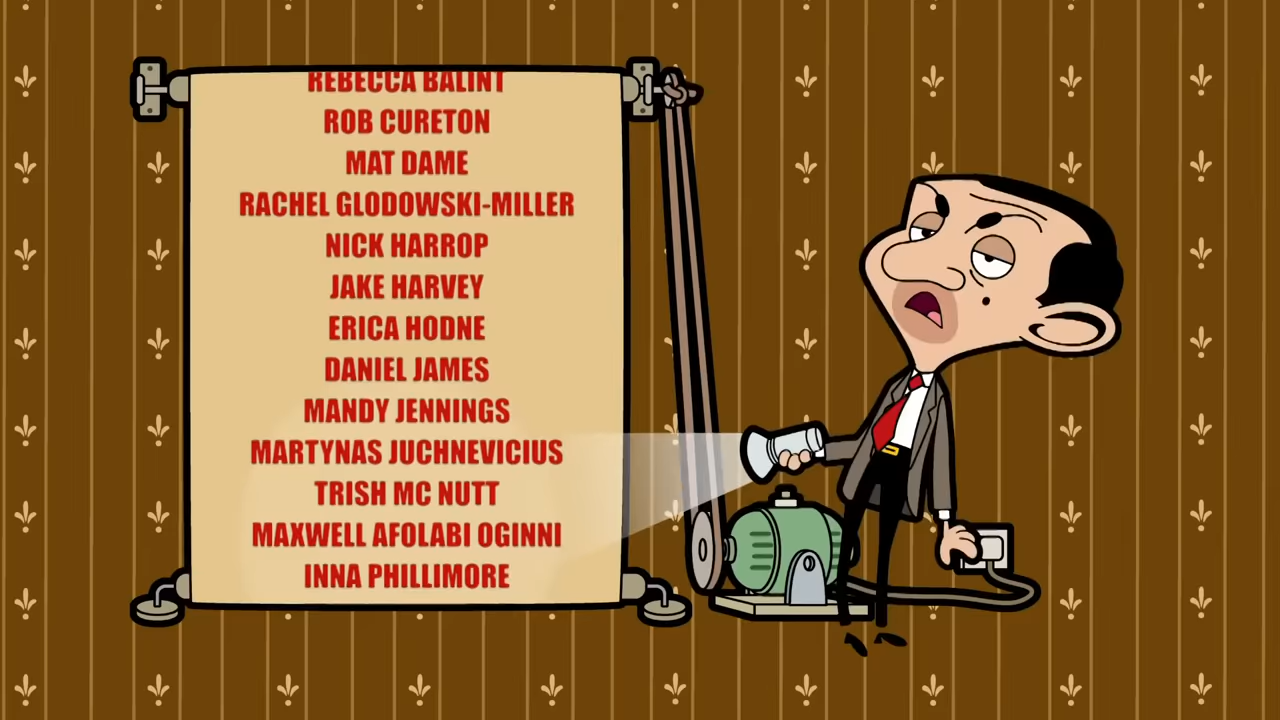 REBECCA BALINT
ROB CURETON
MAT DAME
RACHEL GLODOWSKI-MILLER
NICK HARROP
JAKE HARVEY
ERICA HODNE
DANIEL JAMES
MANDY JENNINGS
MARTYNAS JUCHNEVICIUS
TRISH MC NUTT
MAXWELL AFOLABI OGINNI
INNA PHILLIMORE